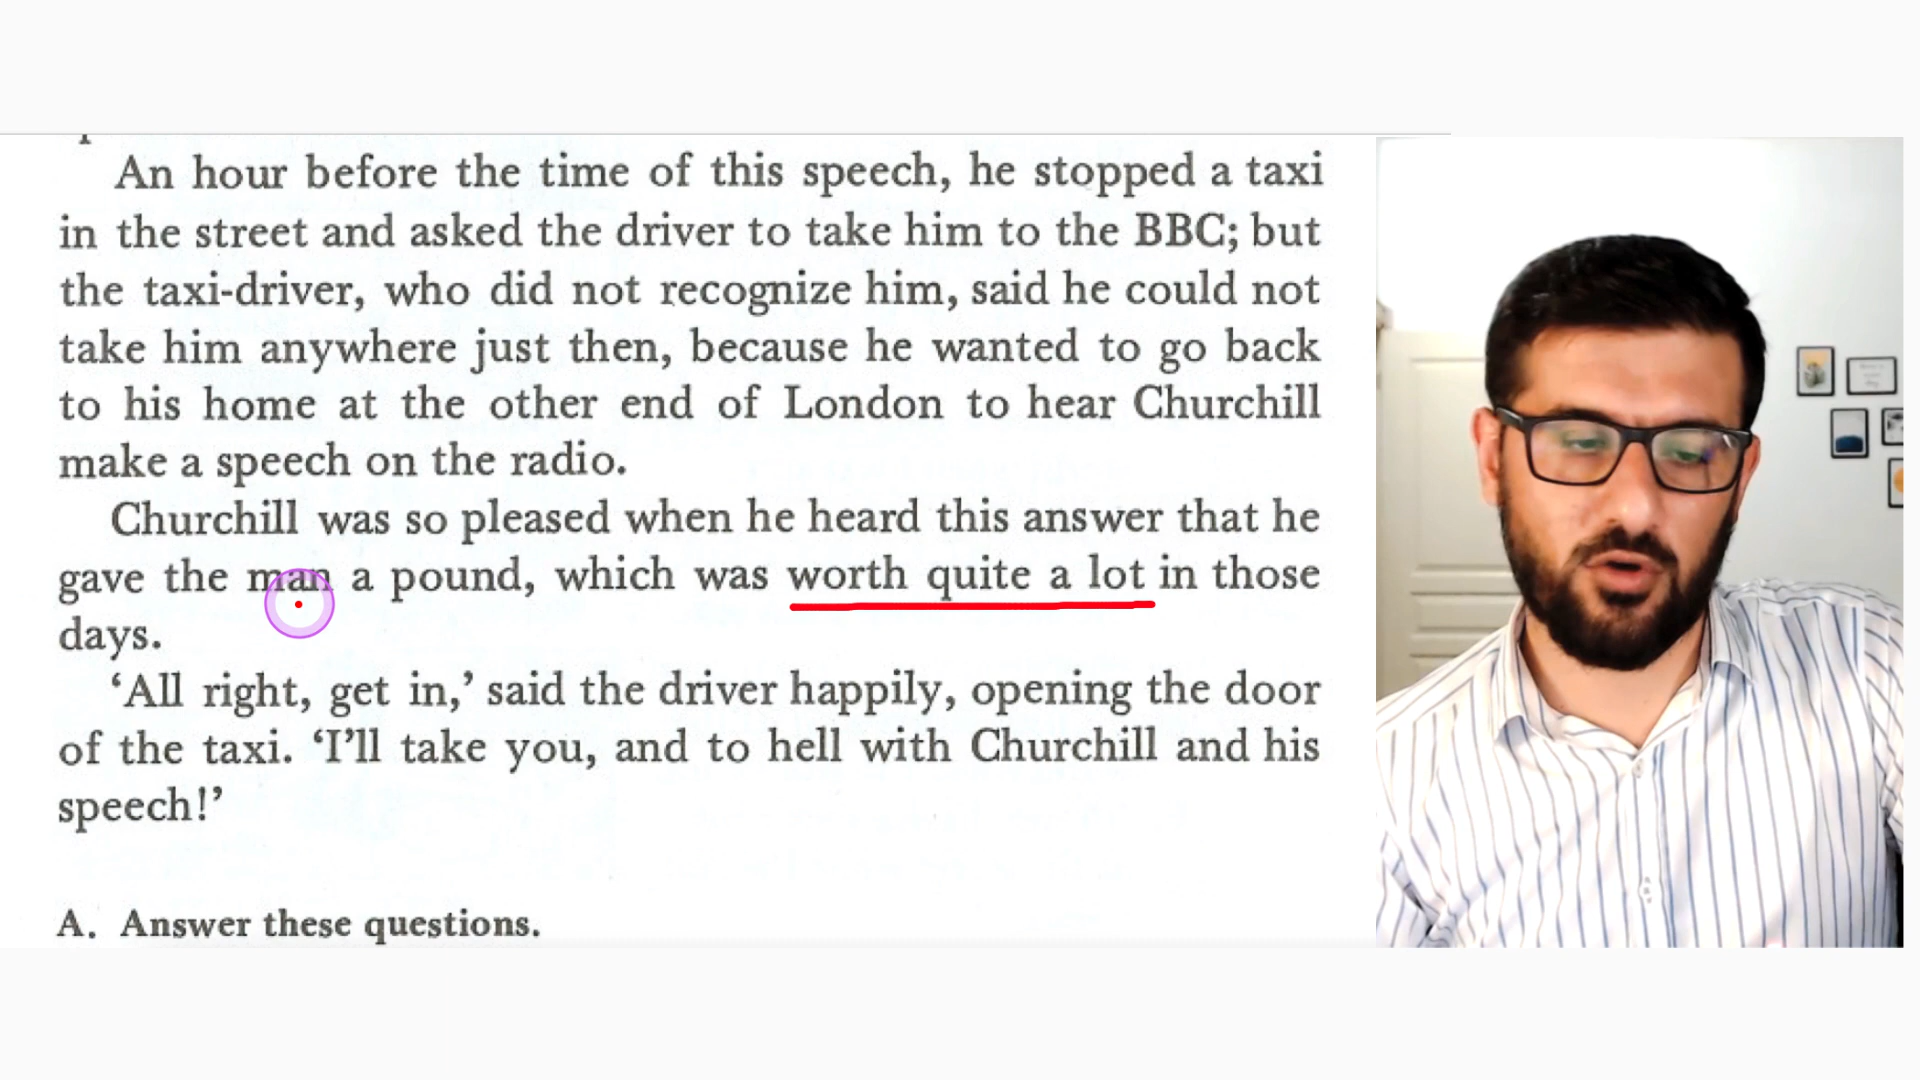 An hour before the time of this speech, he stopped a taxi
in the street and asked the driver to take him to the BBC; but
the taxi-driver, who did not recognize him, said he could not
take him anywhere just then, because he wanted to go back
to his home at the other end of London to hear Churchill
make a speech on the radio.
Churchill was so pleased when he heard this answer that he
gave the man a pound, which was worth quite a lot in those
days.
‘All right, get in,’ said the driver happily, opening the door
of the taxi. ‘I’ll take you, and to hell with Churchill and his
speech!’
A. Answer these questions.